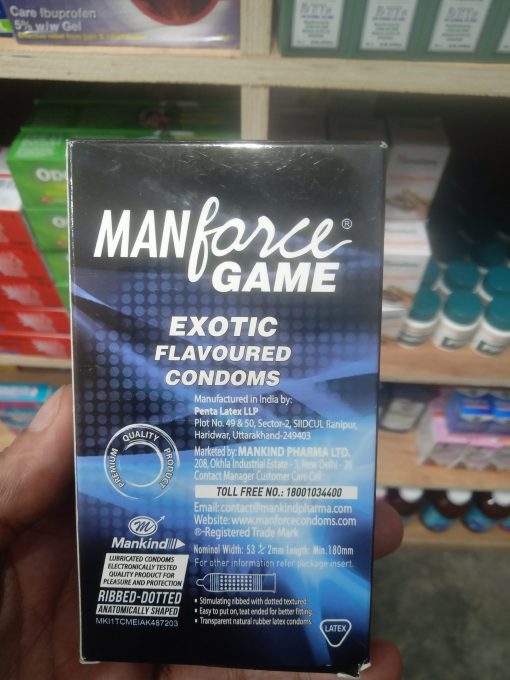 Care Ibuprofen
5% w/w Gel
MANforce®
GAME
EXOTIC
FLAVOURED
CONDOMS
Manufactured in India by:
Penta Latex LLP
Plot No. 49 & 50, Sector-2, SIIDCUL Ranipur,
Haridwar, Uttarakhand-249403
Marketed by: MANKIND PHARMA LTD.
208, Okhla Industrial Estate - 3, New Delhi - 20
Contact Manager Customer Care Cell:
TOLL FREE NO.: 18001034400
Email: contact@mankindpharma.com
Website: www.manforcecondoms.com
®-Registered Trade Mark
PREMIUM QUALITY PRODUCT
M
Mankind
LUBRICATED CONDOMS
ELECTRONICALLY TESTED
QUALITY PRODUCT FOR
PLEASURE AND PROTECTION
RIBBED-DOTTED
ANATOMICALLY SHAPED
MKI1TCMEIAK487203
Nominal Width: 53 ± 2mm Length: Min. 180mm
For other information refer package insert.
• Stimulating ribbed with dotted textured.
• Easy to put on, teat ended for better fitting.
• Transparent natural rubber latex condoms.
LATEX